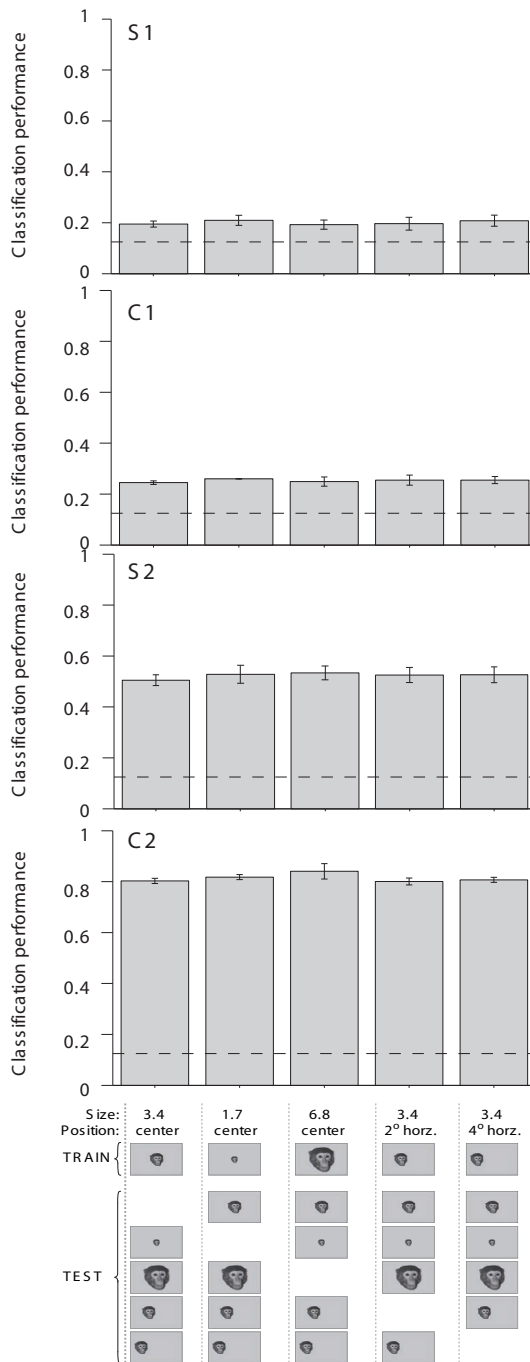 S1
Classification performance
1
0.8
0.6
0.4
0.2
0
C1
Classification performance
1
0.8
0.6
0.4
0.2
0
S2
Classification performance
1
0.8
0.6
0.4
0.2
0
C2
Classification performance
1
0.8
0.6
0.4
0.2
0
Size: 3.4 1.7 6.8 3.4 3.4
Position: center center center 2° horz. 4° horz.
TRAIN
TEST